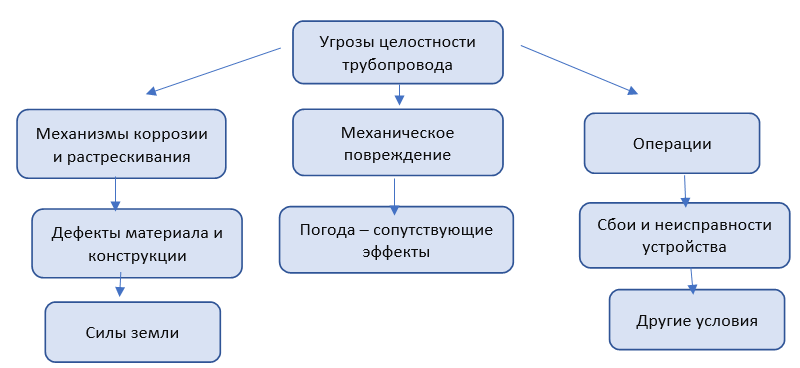 Угрозы целостности
трубопровода
Механизмы коррозии
и растрескивания
Механическое
повреждение
Операции
Дефекты материала и
конструкции
Погода – сопутствующие
эффекты
Сбои и неисправности
устройства
Силы земли
Другие условия